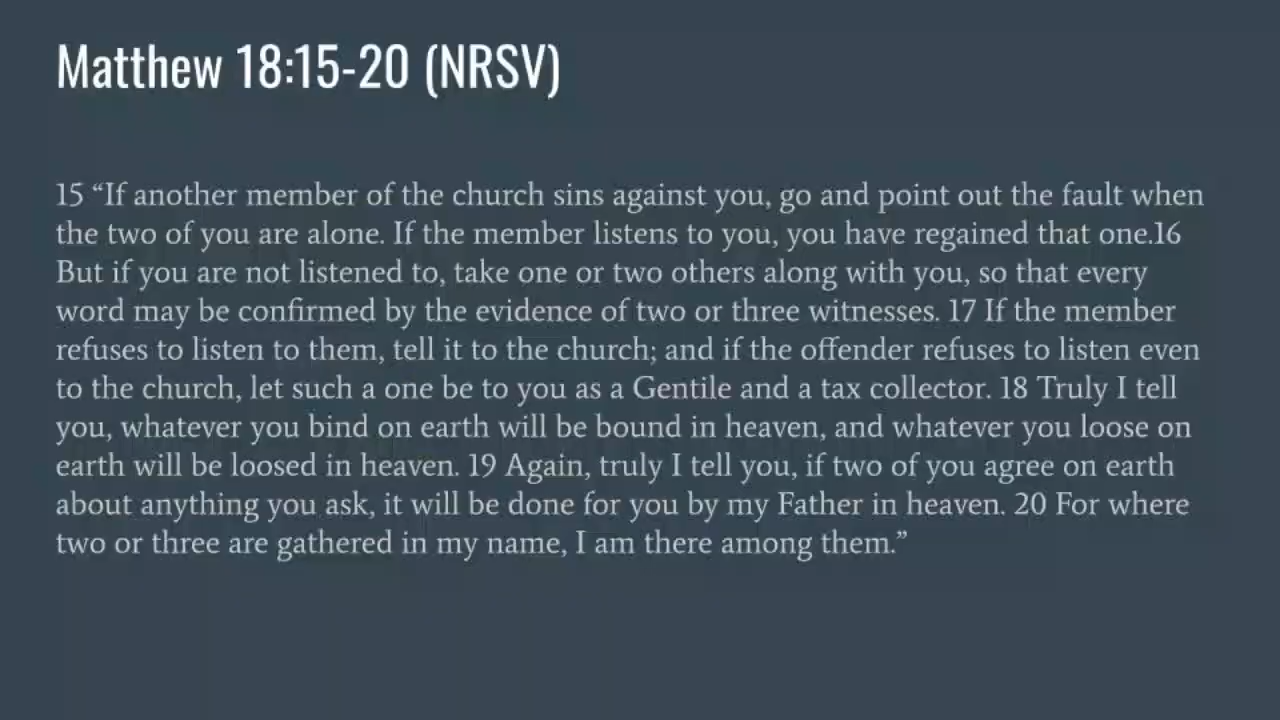 Matthew 18:15-20 (NRSV)
15 “If another member of the church sins against you, go and point out the fault when
the two of you are alone. If the member listens to you, you have regained that one.16
But if you are not listened to, take one or two others along with you, so that every
word may be confirmed by the evidence of two or three witnesses. 17 If the member
refuses to listen to them, tell it to the church; and if the offender refuses to listen even
to the church, let such a one be to you as a Gentile and a tax collector. 18 Truly I tell
you, whatever you bind on earth will be bound in heaven, and whatever you loose on
earth will be loosed in heaven. 19 Again, truly I tell you, if two of you agree on earth
about anything you ask, it will be done for you by my Father in heaven. 20 For where
two or three are gathered in my name, I am there among them.”